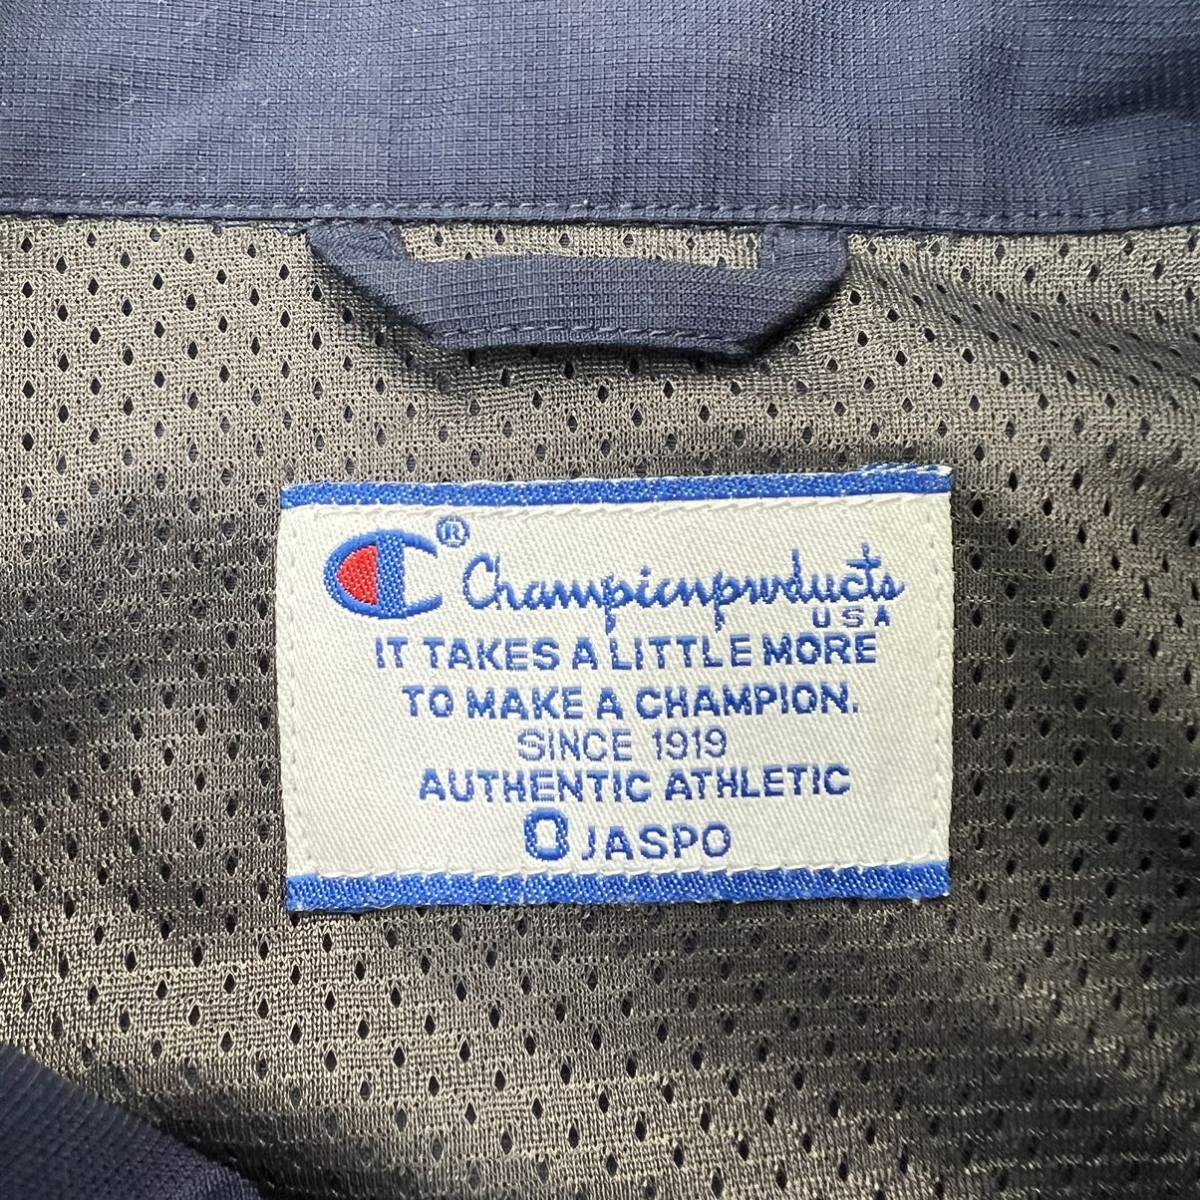 ®
Championproducts
USA
IT TAKES A LITTLE MORE
TO MAKE A CHAMPION.
SINCE 1919
AUTHENTIC ATHLETIC
O JASPO